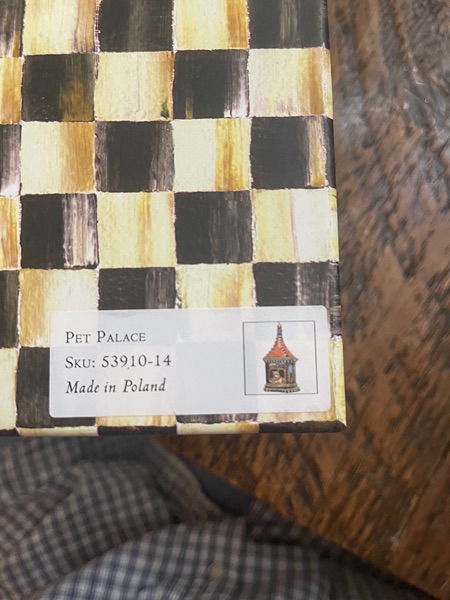 PET PALACE
SKU: 53910-14
Made in Poland